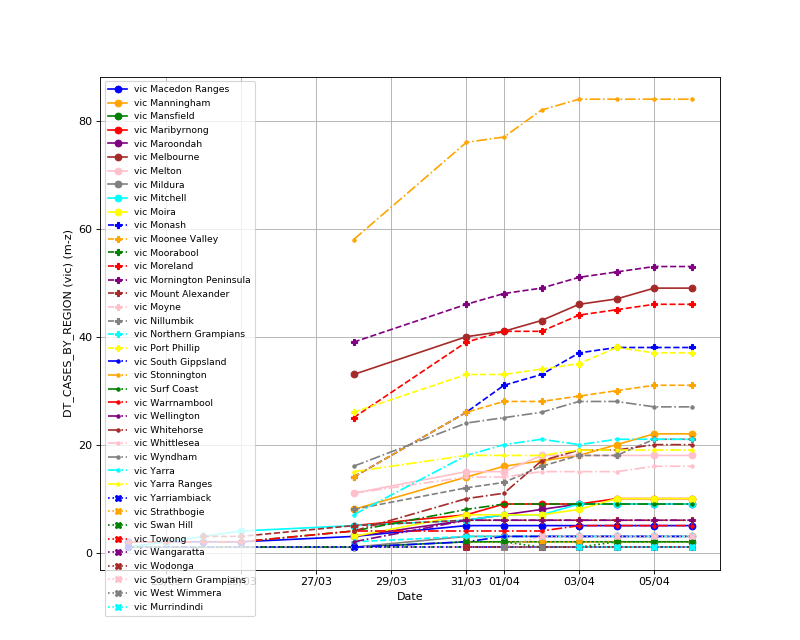 80
60
40
20
0
DT_CASES_BY_REGION (vic) (m-z)
vic Macedon Ranges
vic Manningham
vic Mansfield
vic Maribyrnong
vic Maroondah
vic Melbourne
vic Melton
vic Mildura
vic Mitchell
vic Moira
vic Monash
vic Moonee Valley
vic Moorabool
vic Moreland
vic Mornington Peninsula
vic Mount Alexander
vic Moyne
vic Nillumbik
vic Northern Grampians
vic Port Phillip
vic South Gippsland
vic Stonnington
vic Surf Coast
vic Warrnambool
vic Wellington
vic Whitehorse
vic Whittlesea
vic Wyndham
vic Yarra
vic Yarra Ranges
vic Yarriambiack
vic Strathbogie
vic Swan Hill
vic Towong
vic Wangaratta
vic Wodonga
vic Southern Grampians
vic West Wimmera
vic Murrindindi
27/03
29/03
31/03
01/04
03/04
05/04
Date